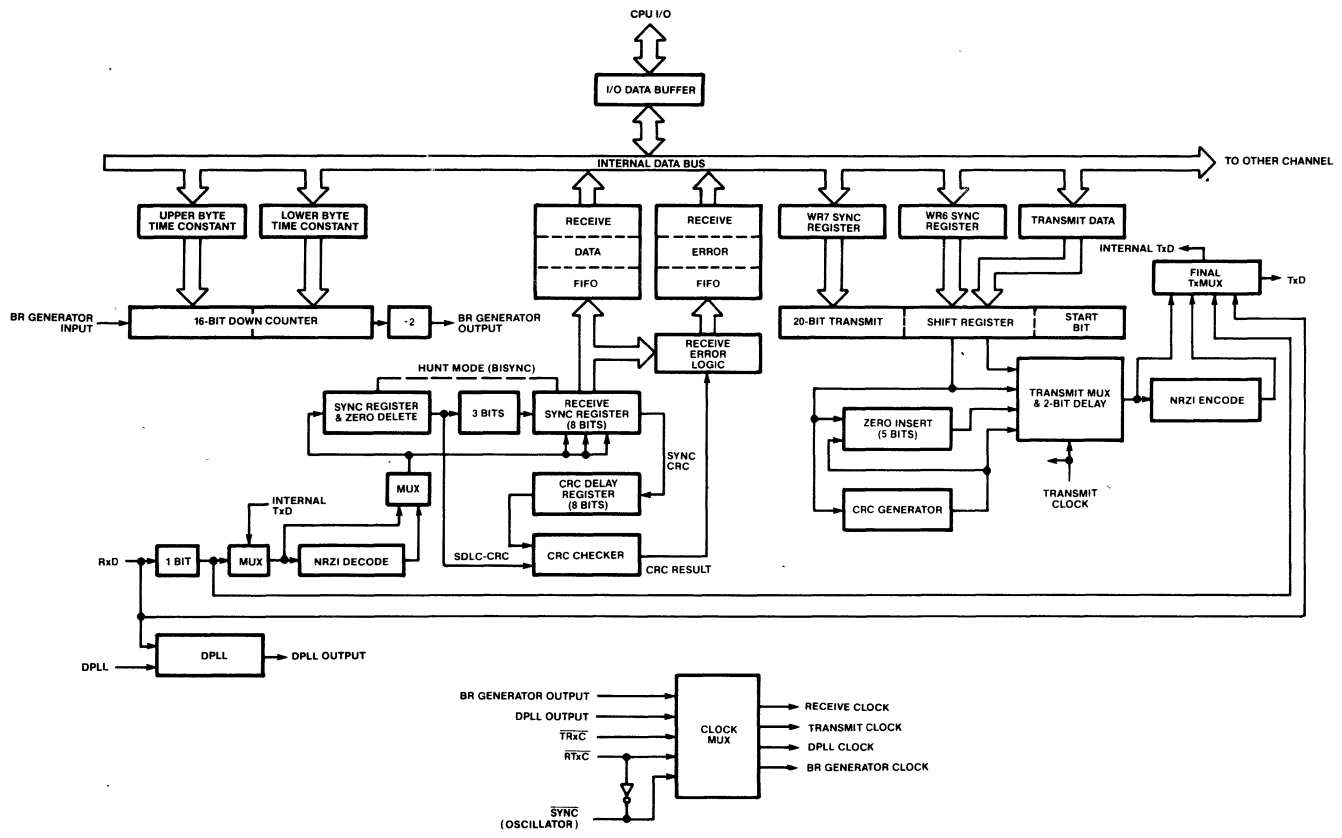 CPU I/O
I/O DATA BUFFER
INTERNAL DATA BUS
TO OTHER CHANNEL
UPPER BYTE
TIME CONSTANT
LOWER BYTE
TIME CONSTANT
RECEIVE
DATA
FIFO
RECEIVE
ERROR
FIFO
WR7 SYNC
REGISTER
WR6 SYNC
REGISTER
TRANSMIT DATA
INTERNAL TxD
FINAL
TxMUX
TxD
BR GENERATOR
INPUT
16-BIT DOWN COUNTER
÷2
BR GENERATOR
OUTPUT
20-BIT TRANSMIT
SHIFT REGISTER
START
BIT
RECEIVE
ERROR
LOGIC
HUNT MODE (BISYNC)
SYNC REGISTER
& ZERO DELETE
3 BITS
RECEIVE
SYNC REGISTER
(8 BITS)
TRANSMIT MUX
& 2-BIT DELAY
NRZI ENCODE
ZERO INSERT
(5 BITS)
SYNC
CRC
MUX
CRC DELAY
REGISTER
(8 BITS)
TRANSMIT
CLOCK
CRC GENERATOR
INTERNAL
TxD
RxD
1 BIT
MUX
NRZI DECODE
SDLC-CRC
CRC CHECKER
CRC RESULT
DPLL
DPLL
DPLL OUTPUT
BR GENERATOR OUTPUT
DPLL OUTPUT
TRxC
RTxC
SYNC
(OSCILLATOR)
CLOCK
MUX
RECEIVE CLOCK
TRANSMIT CLOCK
DPLL CLOCK
BR GENERATOR CLOCK